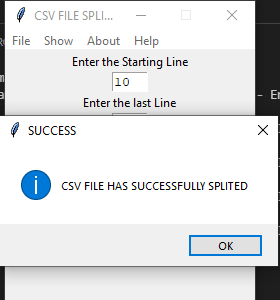 CSV FILE SPLI...
File Show About Help
Enter the Starting Line
10
Enter the last Line
SUCCESS
CSV FILE HAS SUCCESSFULLY SPLITED
OK